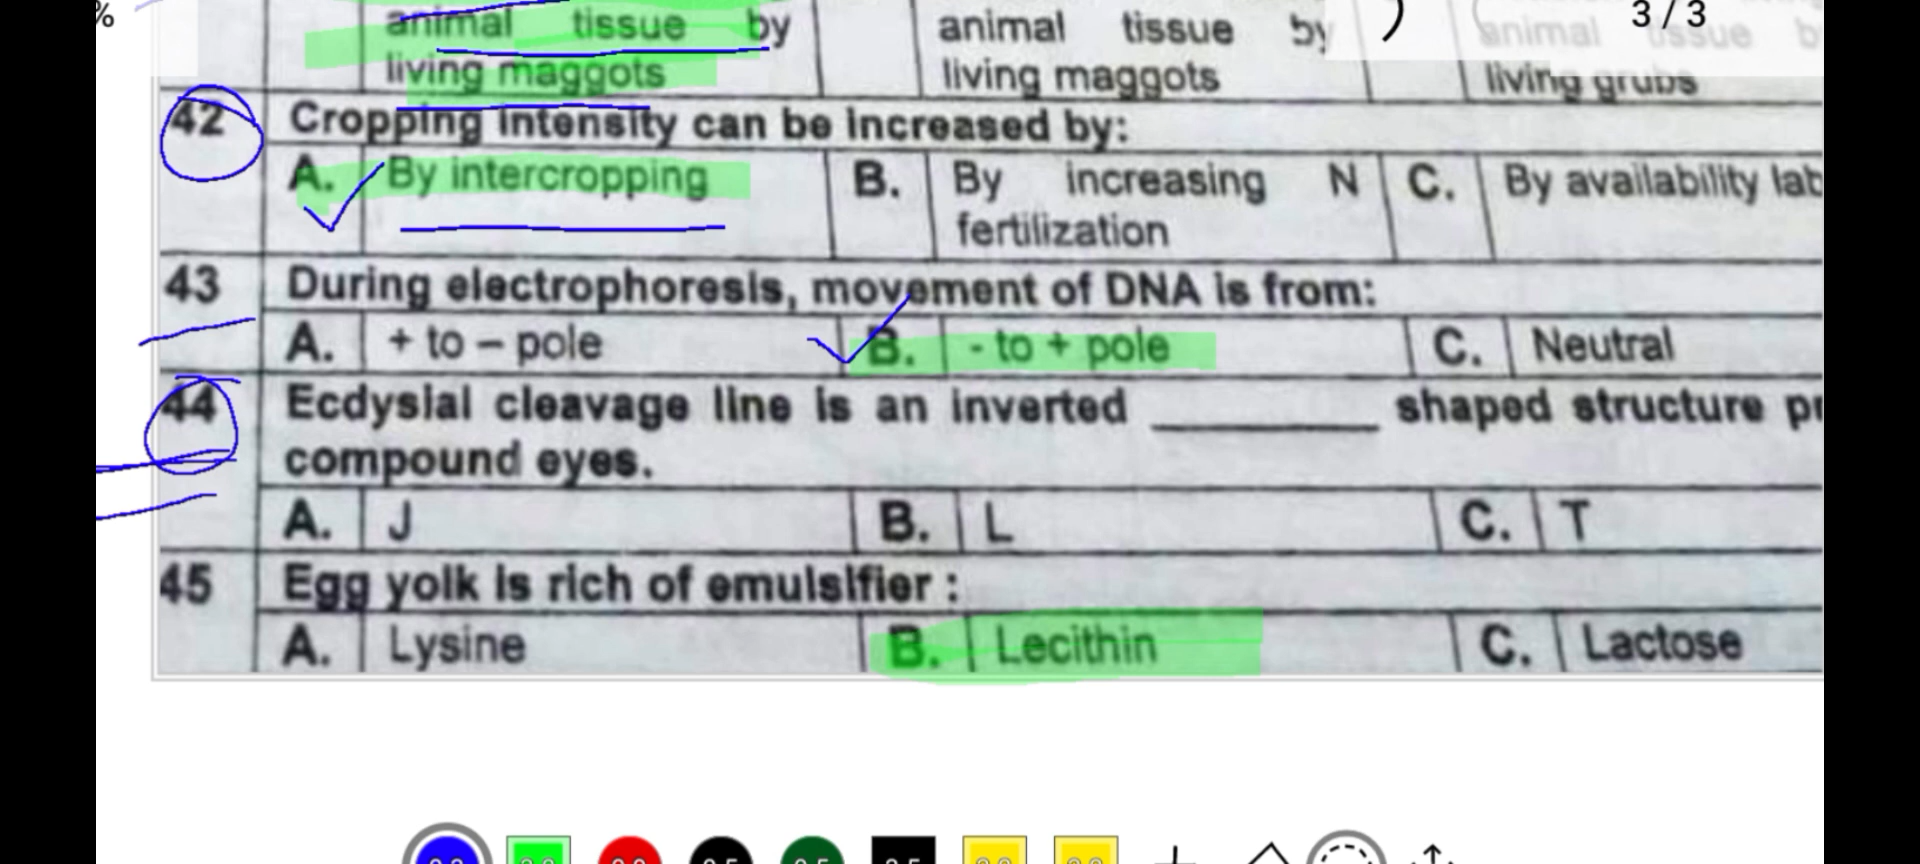 %
3 / 3
animal tissue by animal tissue by animal tissue b
living maggots living maggots living grubs
42 Cropping intensity can be increased by:
A. By intercropping B. By increasing N C. By availability lab
fertilization
43 During electrophoresis, movement of DNA is from:
A. + to – pole B. - to + pole C. Neutral
44 Ecdysial cleavage line is an inverted ________ shaped structure pr
compound eyes.
A. J B. L C. T
45 Egg yolk is rich of emulsifier :
A. Lysine B. Lecithin C. Lactose